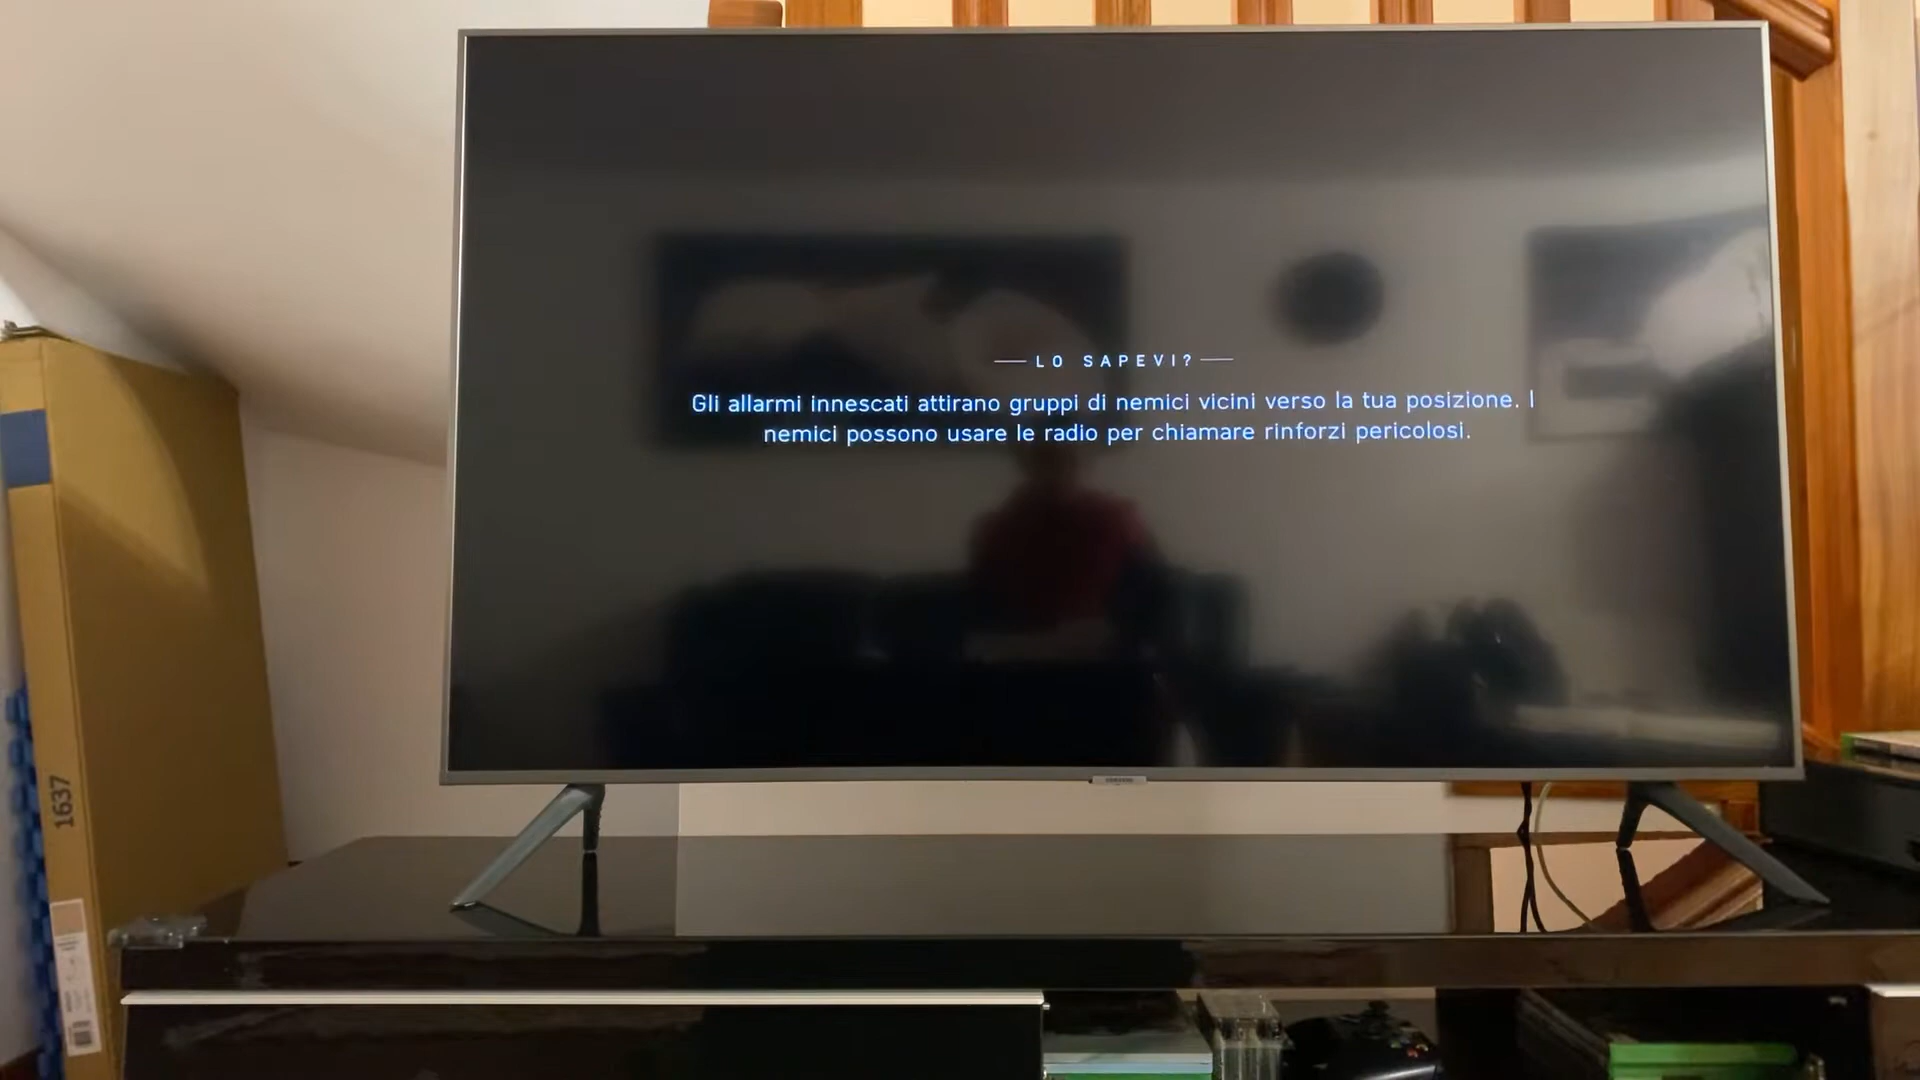 LO SAPEVI?
Gli allarmi innescati attirano gruppi di nemici vicini verso la tua posizione. I
nemici possono usare le radio per chiamare rinforzi pericolosi.
1637